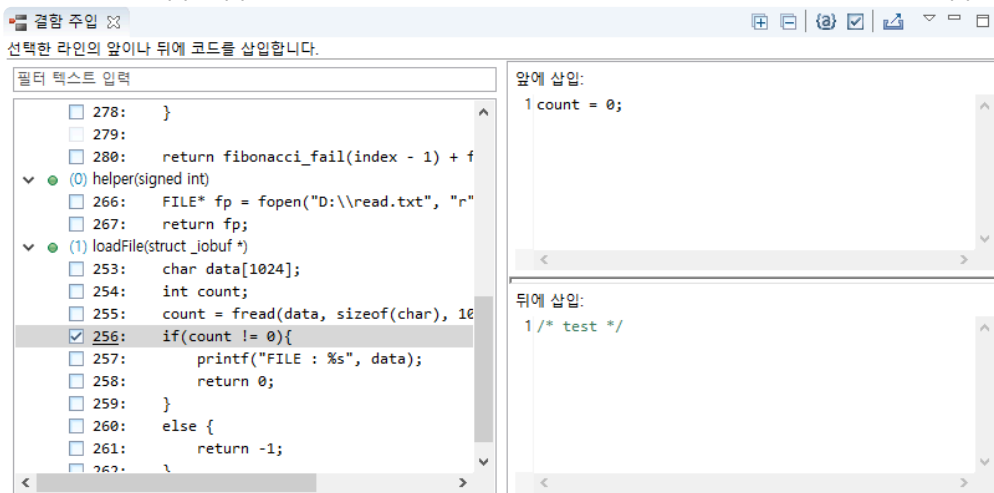 결함 주입
선택한 라인의 앞이나 뒤에 코드를 삽입합니다.
필터 텍스트 입력
278: }
279:
280: return fibonacci_fail(index - 1) + f
(0) helper(signed int)
266: FILE* fp = fopen("D:\\read.txt", "r"
267: return fp;
(1) loadFile(struct _iobuf *)
253: char data[1024];
254: int count;
255: count = fread(data, sizeof(char), 10
256: if(count != 0){
257: printf("FILE : %s", data);
258: return 0;
259: }
260: else {
261: return -1;
262: }
앞에 삽입:
1 count = 0;
뒤에 삽입:
1 /* test */